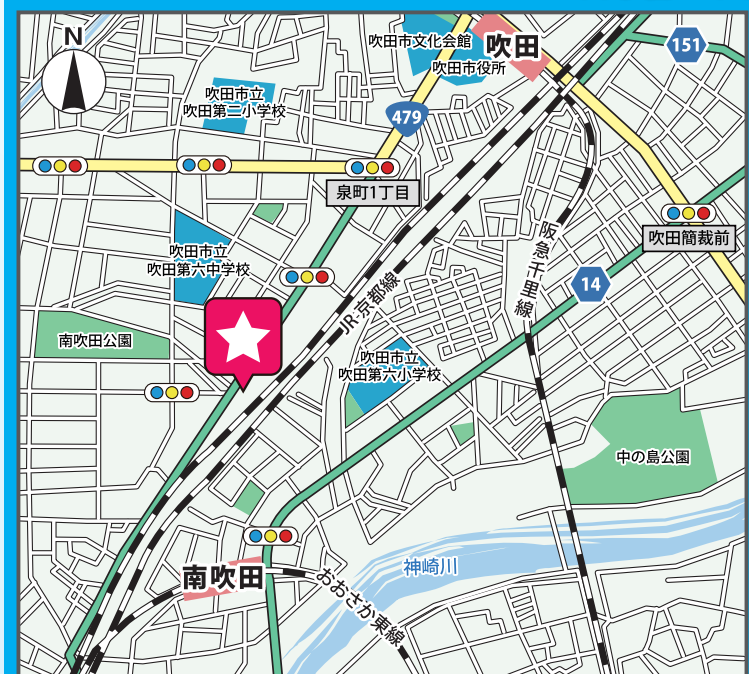 N
吹田市文化会館
吹田
151
吹田市役所
吹田市立
吹田第二小学校
479
泉町1丁目
吹田簡裁前
吹田市立
吹田第六中学校
阪急千里線
14
JR・京都線
南吹田公園
吹田市立
吹田第六小学校
中の島公園
南吹田
神崎川
おおさか東線